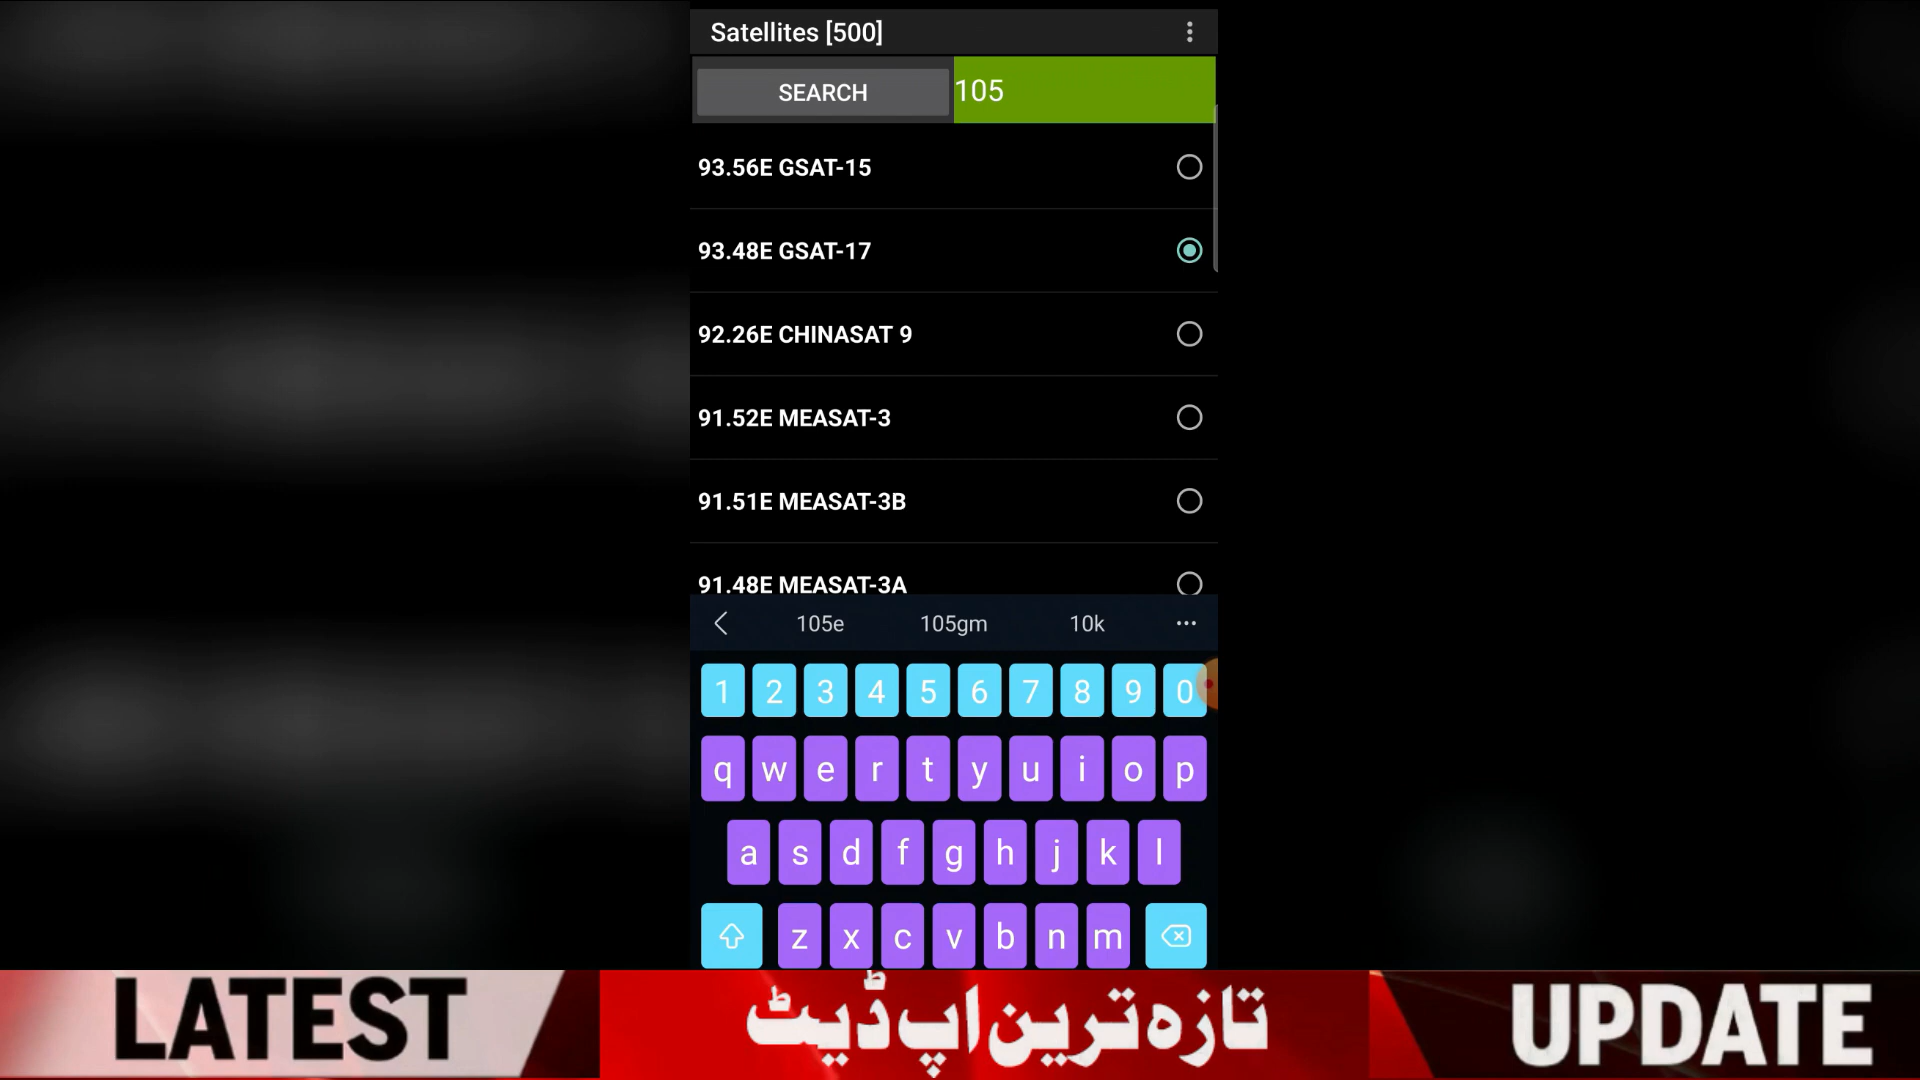 Satellites [500]
SEARCH 105
93.56E GSAT-15
93.48E GSAT-17
92.26E CHINASAT 9
91.52E MEASAT-3
91.51E MEASAT-3B
91.48E MEASAT-3A
105e 105gm 10k
1 2 3 4 5 6 7 8 9 0
q w e r t y u i o p
a s d f g h j k l
z x c v b n m
LATEST تازہ ترین اپ ڈیٹ UPDATE